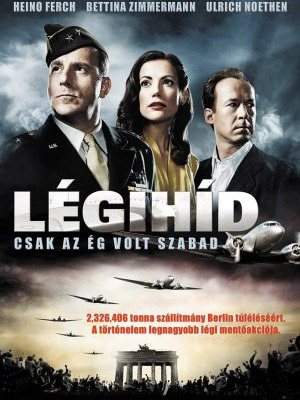 HEINO FERCH BETTINA ZIMMERMANN ULRICH NOETHEN
LÉGIHÍD
CSAK AZ ÉG VOLT SZABAD
2,326,406 tonna szállítmány Berlin túléléséért.
A történelem legnagyobb légi mentőakciója.